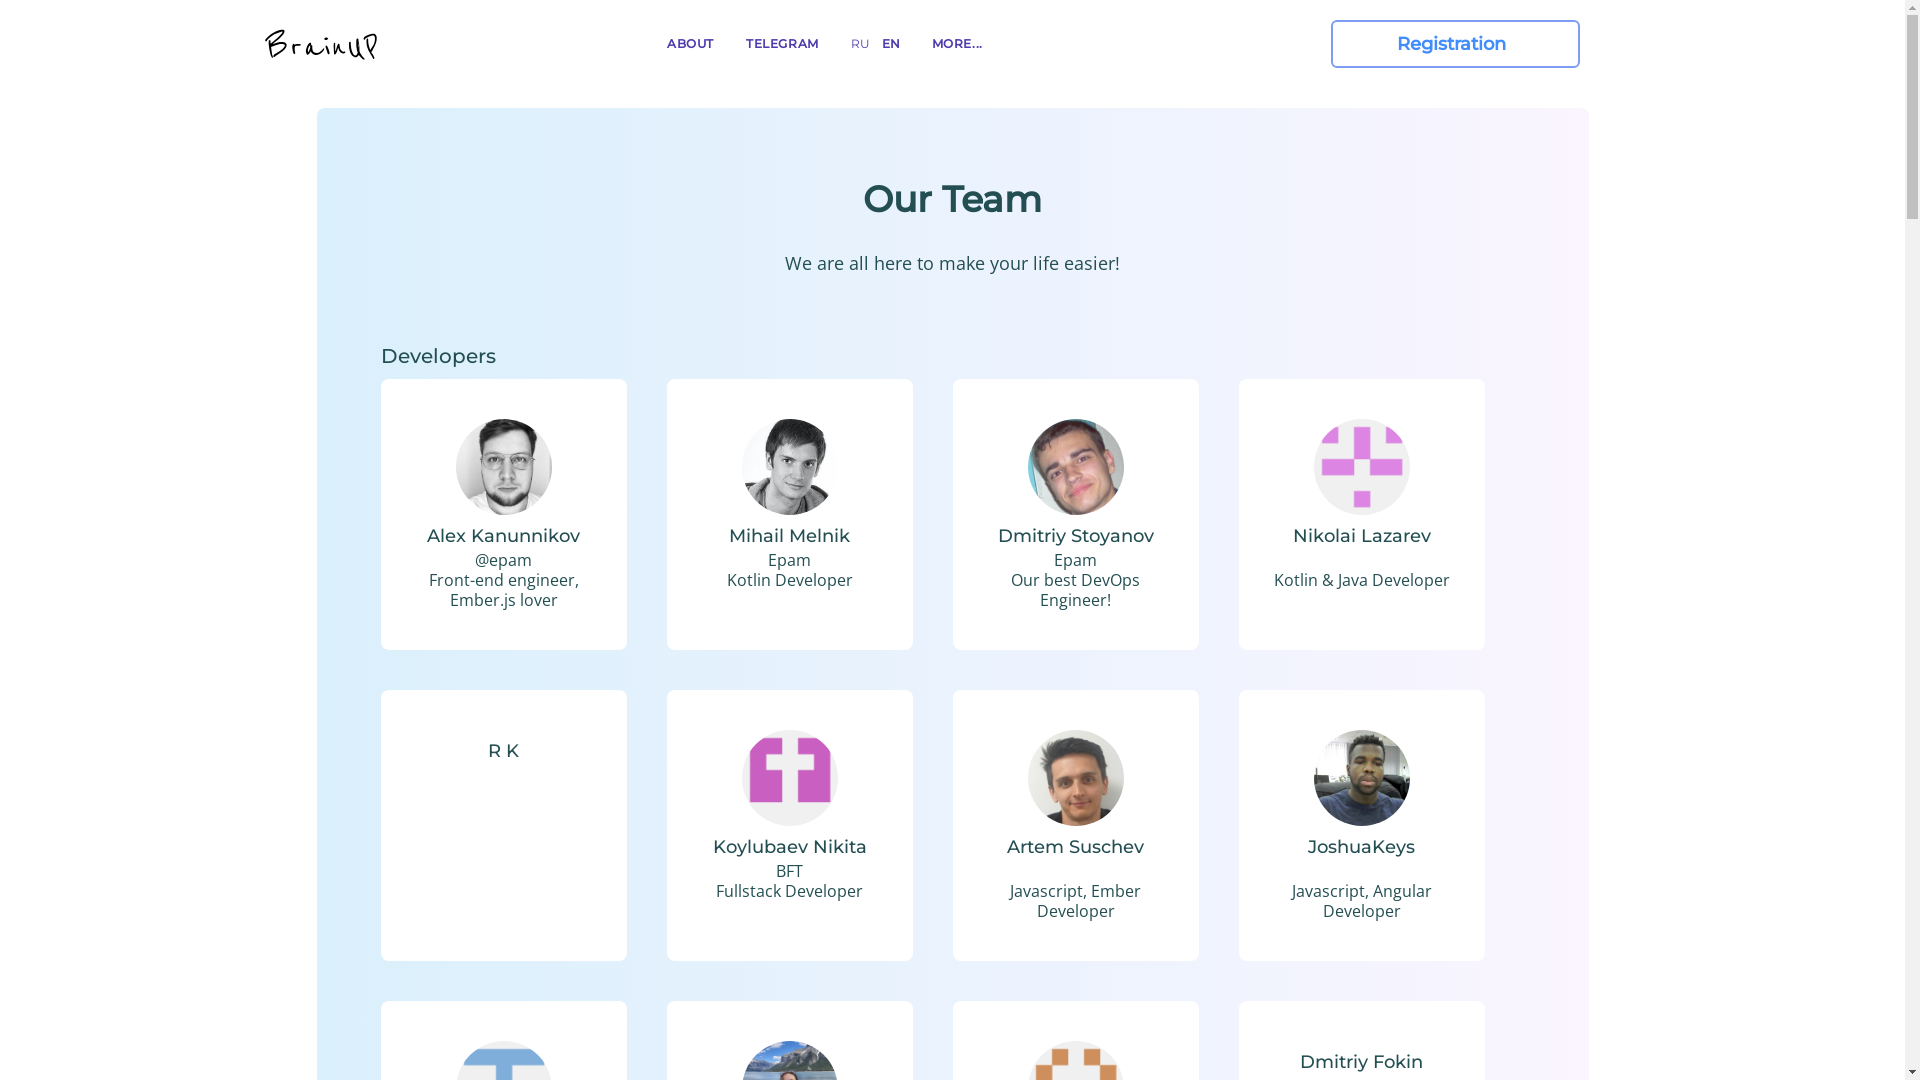 BrainUP
ABOUT
TELEGRAM
RU
EN
MORE...
Registration
Our Team
We are all here to make your life easier!
Developers
Alex Kanunnikov
@epam
Front-end engineer,
Ember.js lover
Mihail Melnik
Epam
Kotlin Developer
Dmitriy Stoyanov
Epam
Our best DevOps
Engineer!
Nikolai Lazarev
Kotlin & Java Developer
R K
Koylubaev Nikita
BFT
Fullstack Developer
Artem Suschev
Javascript, Ember
Developer
JoshuaKeys
Javascript, Angular
Developer
Dmitriy Fokin